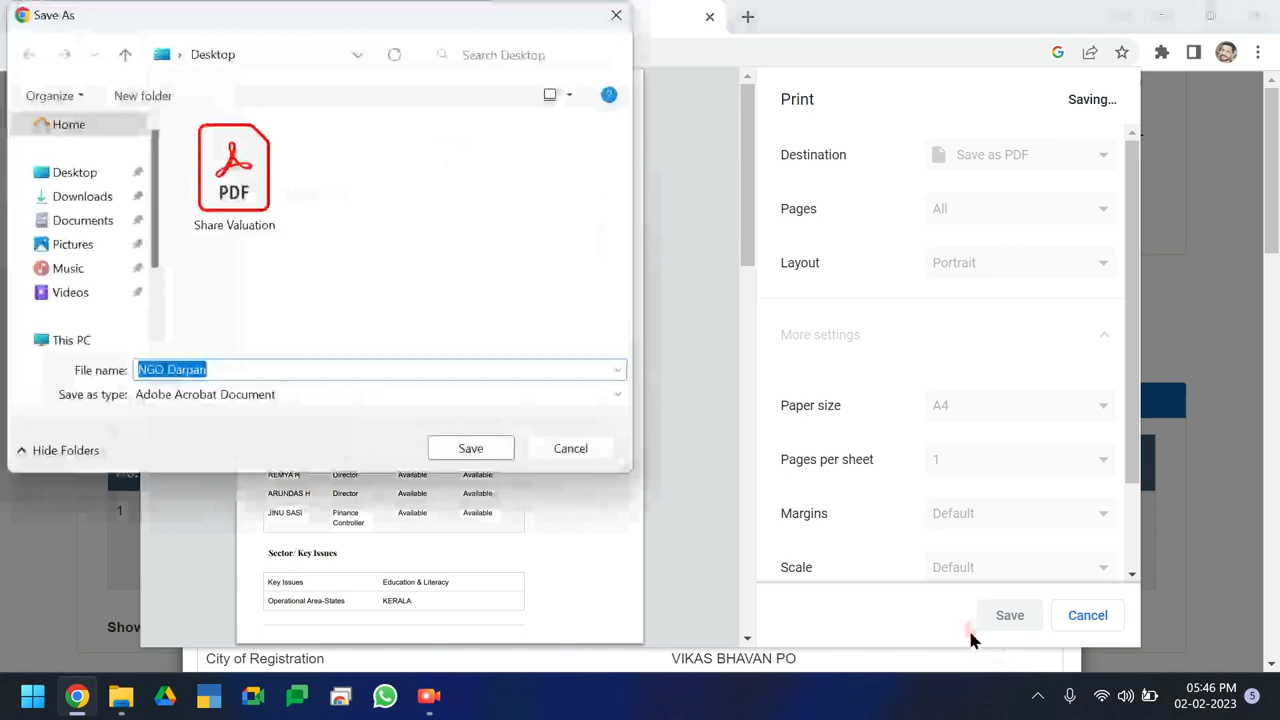 Save As
Desktop
Search Desktop
Organize
New folder
Home
Desktop
Downloads
Documents
Pictures
Music
Videos
This PC
PDF
Share Valuation
File name: NGO Darpan
Save as type: Adobe Acrobat Document
Hide Folders
Save
Cancel
Print
Saving...
Destination
Save as PDF
Pages
All
Layout
Portrait
More settings
Paper size
A4
Pages per sheet
1
Margins
Default
Scale
Default
Save
Cancel
REMYA R Director Available Available
ARUNDAS H Director Available Available
JINU SASI Finance Controller Available Available
Sector/ Key Issues
Key Issues Education & Literacy
Operational Area-States KERALA
1
Show
City of Registration VIKAS BHAVAN PO
05:46 PM
02-02-2023
5